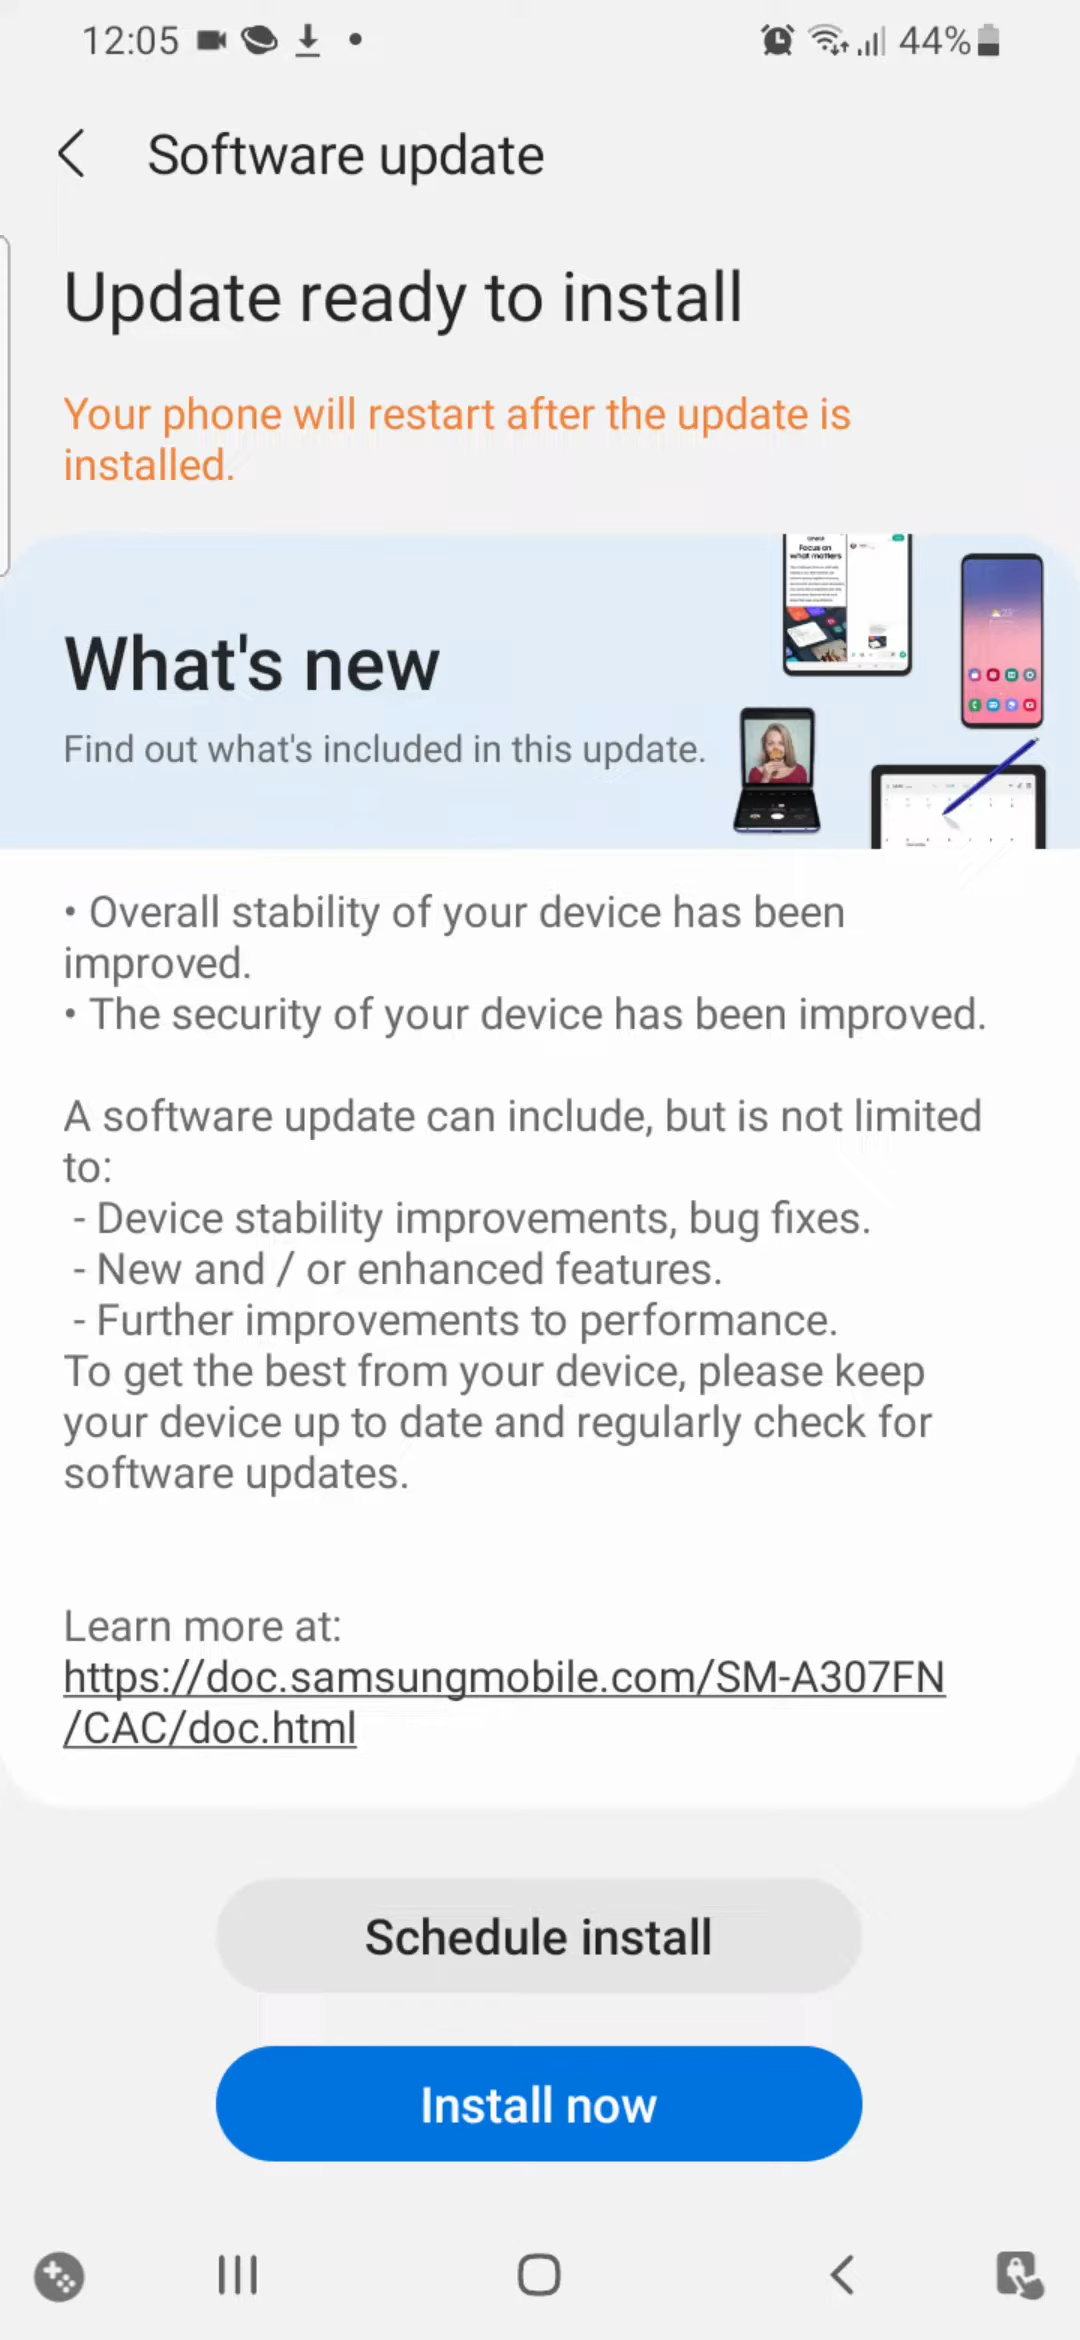 12:05
44%
Software update
Update ready to install
Your phone will restart after the update is
installed.
Focus on
what matters
What's new
Find out what's included in this update.
• Overall stability of your device has been
improved.
• The security of your device has been improved.
A software update can include, but is not limited
to:
- Device stability improvements, bug fixes.
- New and / or enhanced features.
- Further improvements to performance.
To get the best from your device, please keep
your device up to date and regularly check for
software updates.
Learn more at:
https://doc.samsungmobile.com/SM-A307FN
/CAC/doc.html
Schedule install
Install now